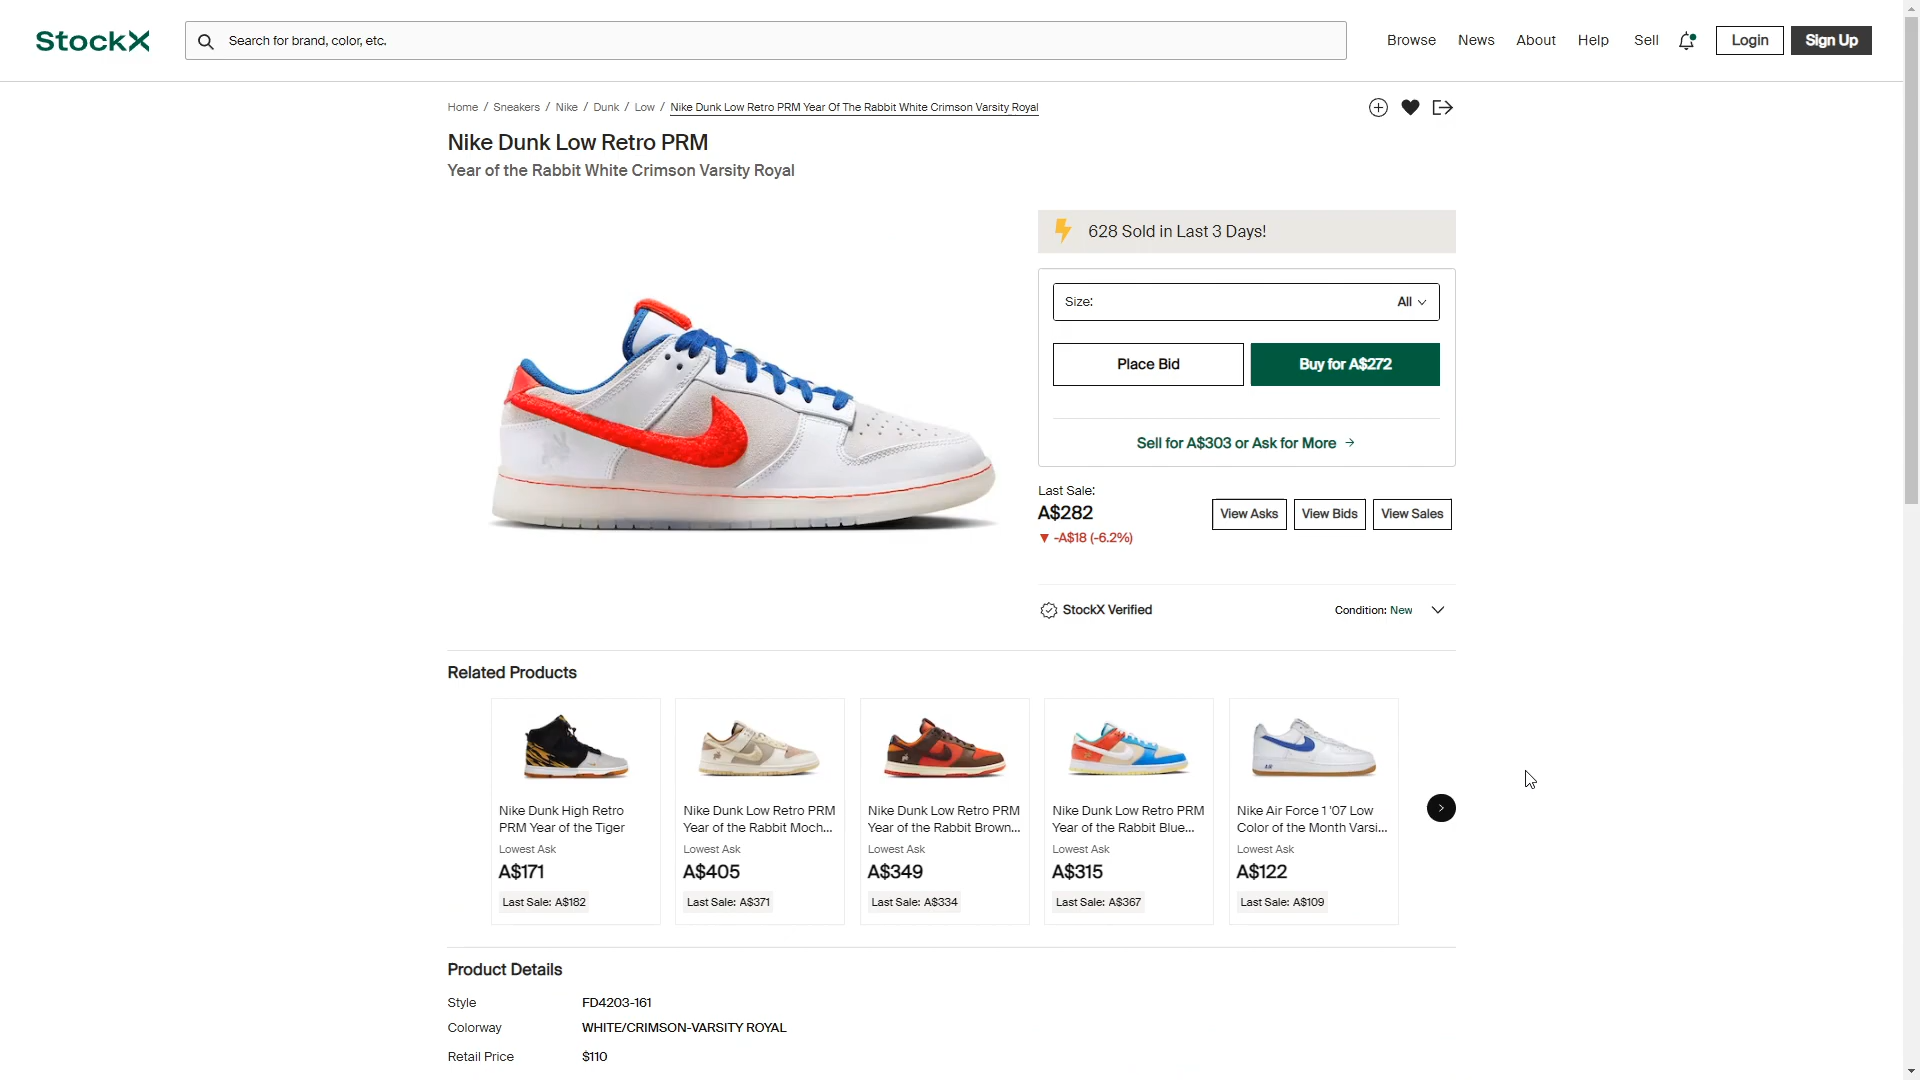 StockX
Search for brand, color, etc.
Browse News About Help Sell Login Sign Up
Home / Sneakers / Nike / Dunk / Low / Nike Dunk Low Retro PRM Year Of The Rabbit White Crimson Varsity Royal
Nike Dunk Low Retro PRM
Year of the Rabbit White Crimson Varsity Royal
628 Sold in Last 3 Days!
Size: All
Place Bid Buy for A$272
Sell for A$303 or Ask for More →
Last Sale:
A$282
▼ -A$18 (-6.2%)
View Asks View Bids View Sales
StockX Verified Condition: New
Related Products
Nike Dunk High Retro
PRM Year of the Tiger
Lowest Ask
A$171
Last Sale: A$182
Nike Dunk Low Retro PRM
Year of the Rabbit Moch...
Lowest Ask
A$405
Last Sale: A$371
Nike Dunk Low Retro PRM
Year of the Rabbit Brown...
Lowest Ask
A$349
Last Sale: A$334
Nike Dunk Low Retro PRM
Year of the Rabbit Blue...
Lowest Ask
A$315
Last Sale: A$367
AIR
Nike Air Force 1 '07 Low
Color of the Month Varsi...
Lowest Ask
A$122
Last Sale: A$109
Product Details
Style FD4203-161
Colorway WHITE/CRIMSON-VARSITY ROYAL
Retail Price $110